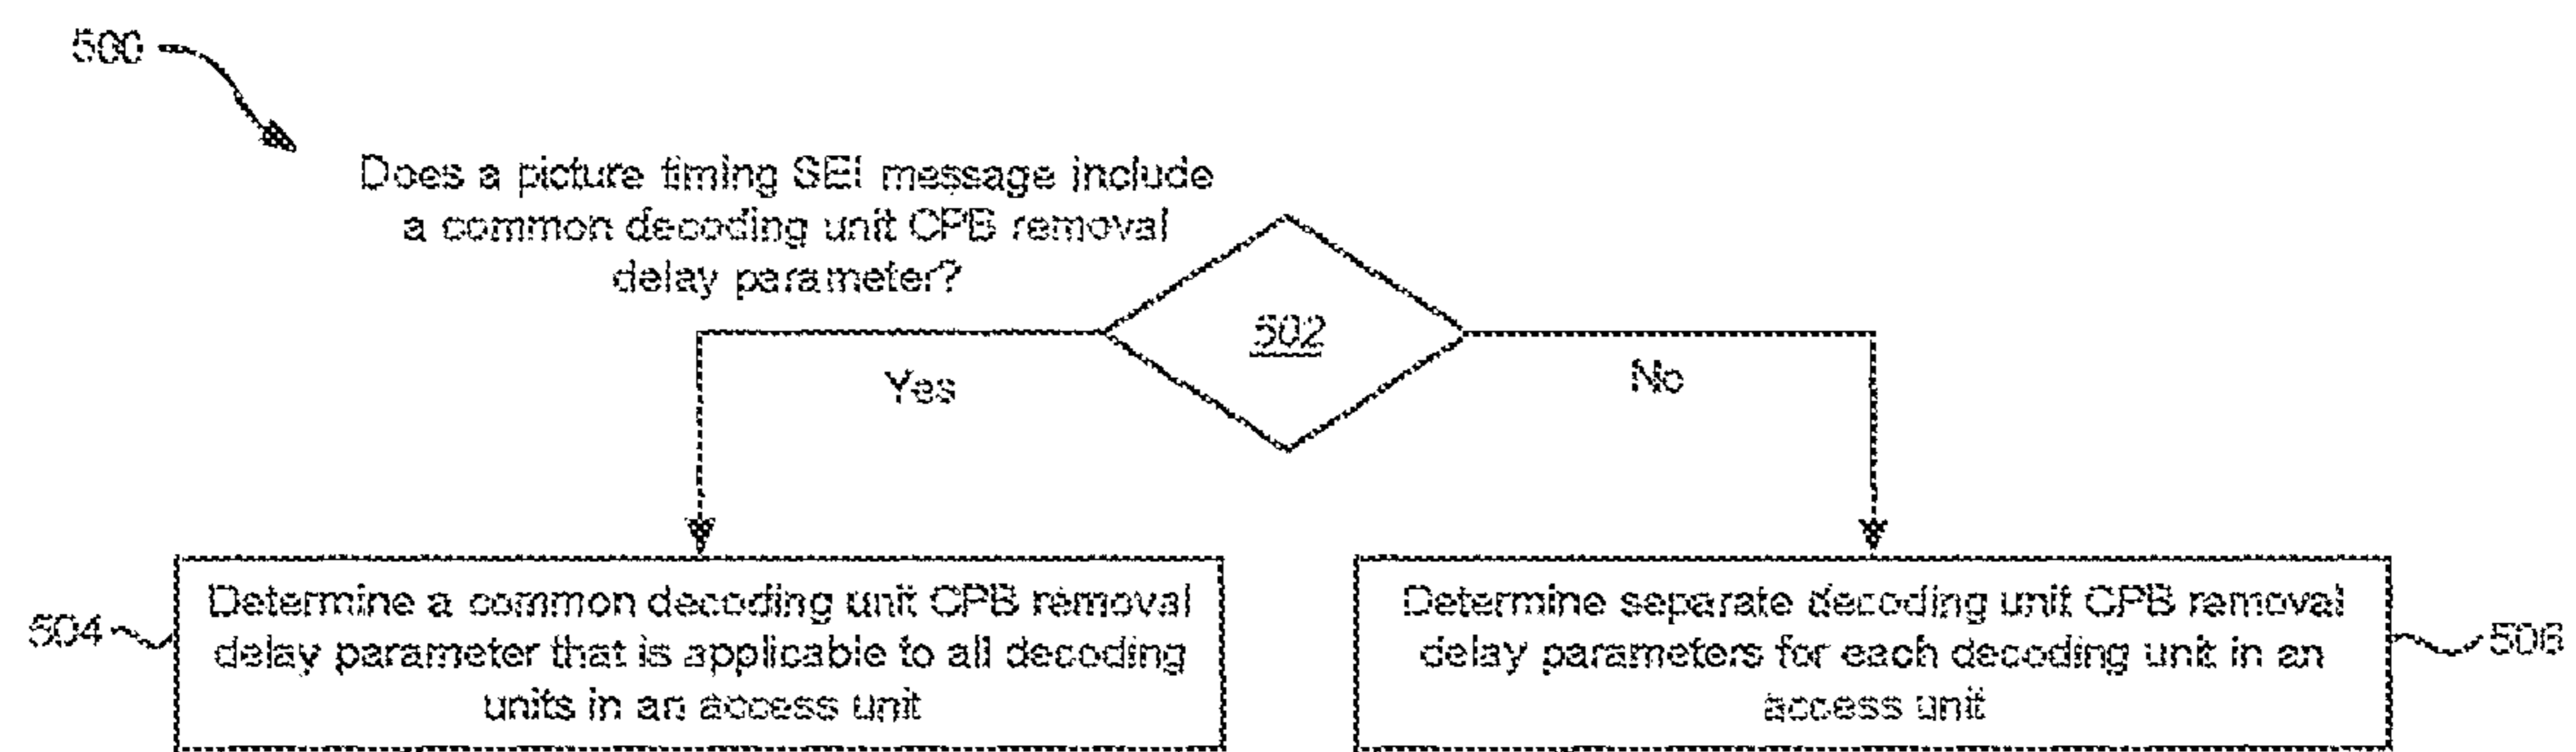 500
Does a picture timing SEI message include
a common decoding unit CPB removal
delay parameter?
502
Yes
No
504
Determine a common decoding unit CPB removal
delay parameter that is applicable to all decoding
units in an access unit
Determine separate decoding unit CPB removal
delay parameters for each decoding unit in an
access unit
506